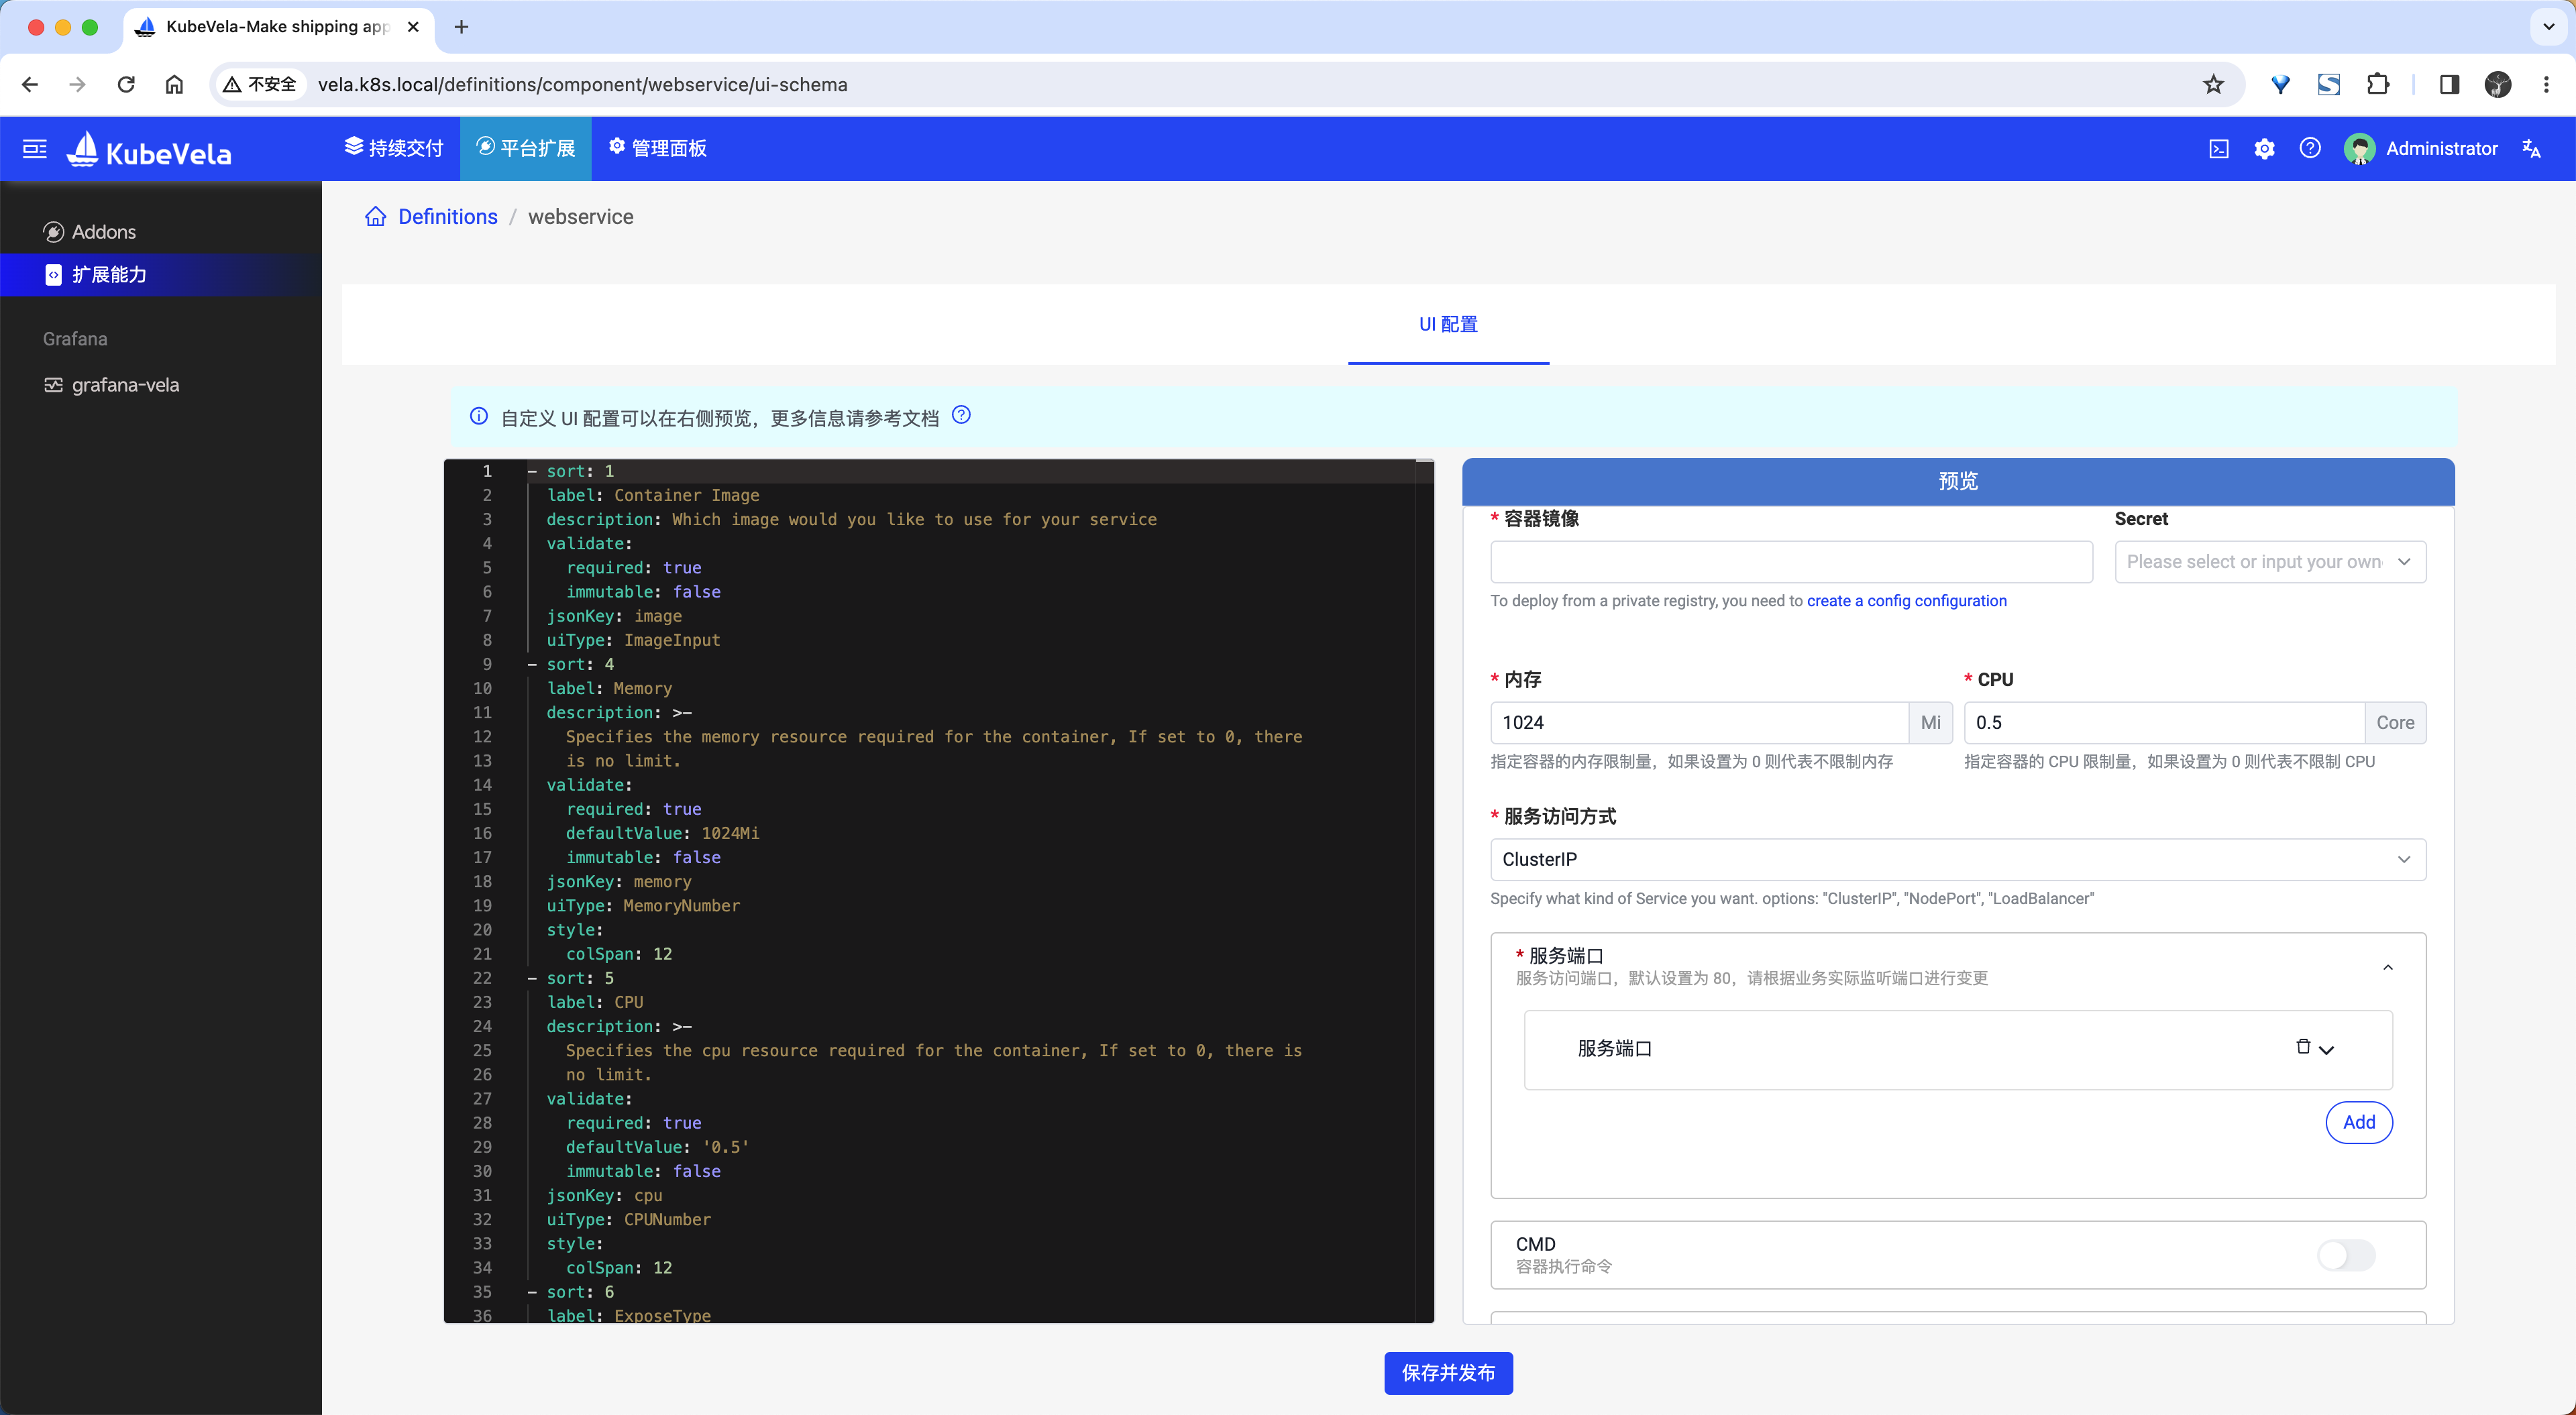 KubeVela-Make shipping app
不安全
vela.k8s.local/definitions/component/webservice/ui-schema
KubeVela
持续交付
平台扩展
管理面板
Administrator
Addons
扩展能力
Grafana
grafana-vela
Definitions / webservice
UI 配置
自定义 UI 配置可以在右侧预览，更多信息请参考文档
1 - sort: 1
2 label: Container Image
3 description: Which image would you like to use for your service
4 validate:
5 required: true
6 immutable: false
7 jsonKey: image
8 uiType: ImageInput
9 - sort: 4
10 label: Memory
11 description: >-
12 Specifies the memory resource required for the container, If set to 0, there
13 is no limit.
14 validate:
15 required: true
16 defaultValue: 1024Mi
17 immutable: false
18 jsonKey: memory
19 uiType: MemoryNumber
20 style:
21 colSpan: 12
22 - sort: 5
23 label: CPU
24 description: >-
25 Specifies the cpu resource required for the container, If set to 0, there is
26 no limit.
27 validate:
28 required: true
29 defaultValue: '0.5'
30 immutable: false
31 jsonKey: cpu
32 uiType: CPUNumber
33 style:
34 colSpan: 12
35 - sort: 6
36 label: ExposeType
预览
* 容器镜像
Secret
Please select or input your own
To deploy from a private registry, you need to create a config configuration
* 内存
* CPU
1024 Mi
0.5 Core
指定容器的内存限制量，如果设置为 0 则代表不限制内存
指定容器的 CPU 限制量，如果设置为 0 则代表不限制 CPU
* 服务访问方式
ClusterIP
Specify what kind of Service you want. options: "ClusterIP", "NodePort", "LoadBalancer"
* 服务端口
服务访问端口，默认设置为 80，请根据业务实际监听端口进行变更
服务端口
Add
CMD
容器执行命令
保存并发布